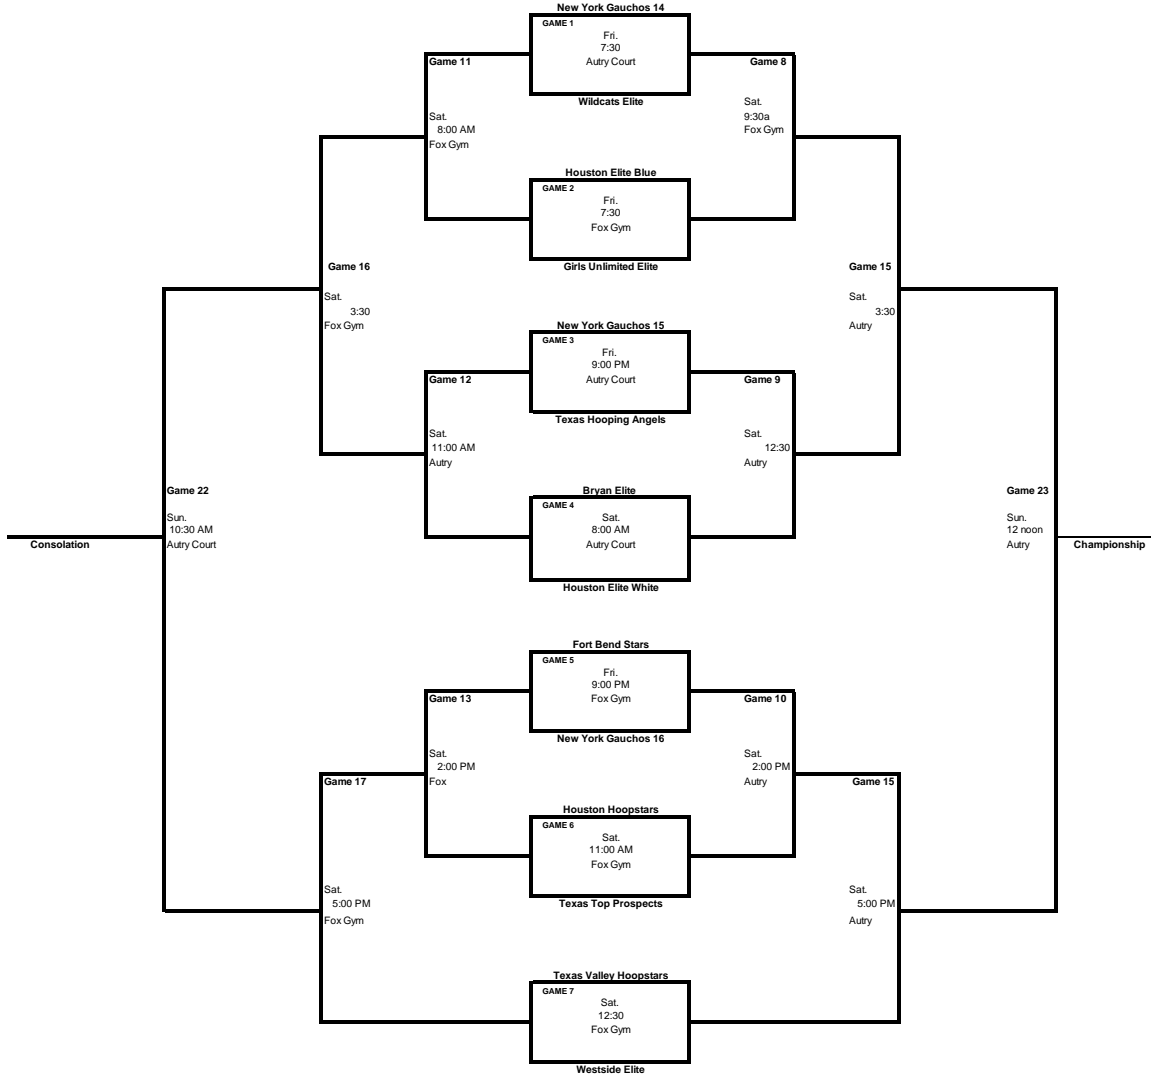 New York Gauchos 14
GAME 1
Fri.
7:30
Autry Court
Wildcats Elite
Game 11
Sat.
8:00 AM
Fox Gym
Game 8
Sat.
9:30a
Fox Gym
Houston Elite Blue
GAME 2
Fri.
7:30
Fox Gym
Girls Unlimited Elite
Game 16
Sat.
3:30
Fox Gym
Game 15
Sat.
3:30
Autry
New York Gauchos 15
GAME 3
Fri.
9:00 PM
Autry Court
Texas Hooping Angels
Game 12
Sat.
11:00 AM
Autry
Game 9
Sat.
12:30
Autry
Bryan Elite
GAME 4
Sat.
8:00 AM
Autry Court
Houston Elite White
Game 22
Sun.
10:30 AM
Autry Court
Consolation
Game 23
Sun.
12 noon
Autry
Championship
Fort Bend Stars
GAME 5
Fri.
9:00 PM
Fox Gym
New York Gauchos 16
Game 13
Sat.
2:00 PM
Fox
Game 10
Sat.
2:00 PM
Autry
Game 17
Sat.
5:00 PM
Fox Gym
Game 15
Sat.
5:00 PM
Autry
Houston Hoopstars
GAME 6
Sat.
11:00 AM
Fox Gym
Texas Top Prospects
Texas Valley Hoopstars
GAME 7
Sat.
12:30
Fox Gym
Westside Elite